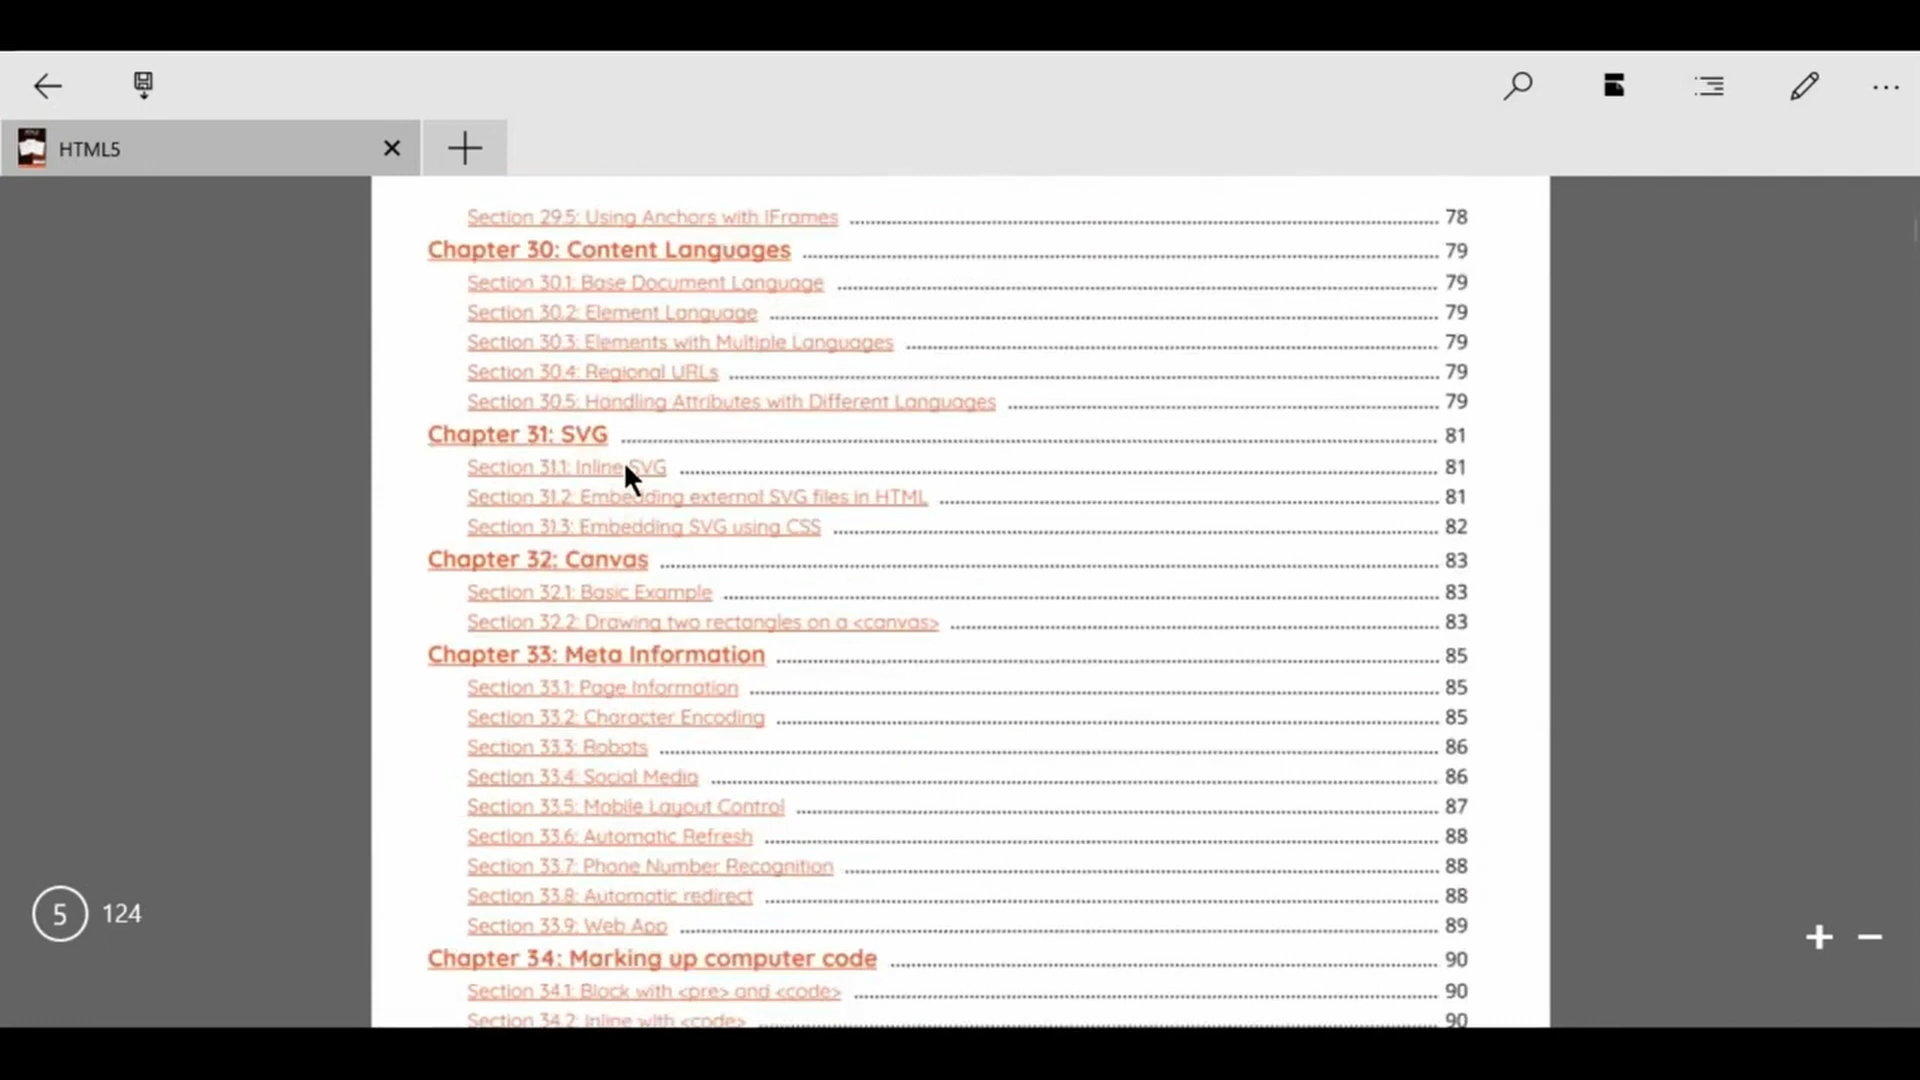 HTML5
Section 29.5: Using Anchors with IFrames 78
Chapter 30: Content Languages 79
Section 30.1: Base Document Language 79
Section 30.2: Element Language 79
Section 30.3: Elements with Multiple Languages 79
Section 30.4: Regional URLs 79
Section 30.5: Handling Attributes with Different Languages 79
Chapter 31: SVG 81
Section 31.1: Inline SVG 81
Section 31.2: Embedding external SVG files in HTML 81
Section 31.3: Embedding SVG using CSS 82
Chapter 32: Canvas 83
Section 32.1: Basic Example 83
Section 32.2: Drawing two rectangles on a <canvas> 83
Chapter 33: Meta Information 85
Section 33.1: Page Information 85
Section 33.2: Character Encoding 85
Section 33.3: Robots 86
Section 33.4: Social Media 86
Section 33.5: Mobile Layout Control 87
Section 33.6: Automatic Refresh 88
Section 33.7: Phone Number Recognition 88
Section 33.8: Automatic redirect 88
Section 33.9: Web App 89
Chapter 34: Marking up computer code 90
Section 34.1: Block with <pre> and <code> 90
Section 34.2: Inline with <code> 90
5 124